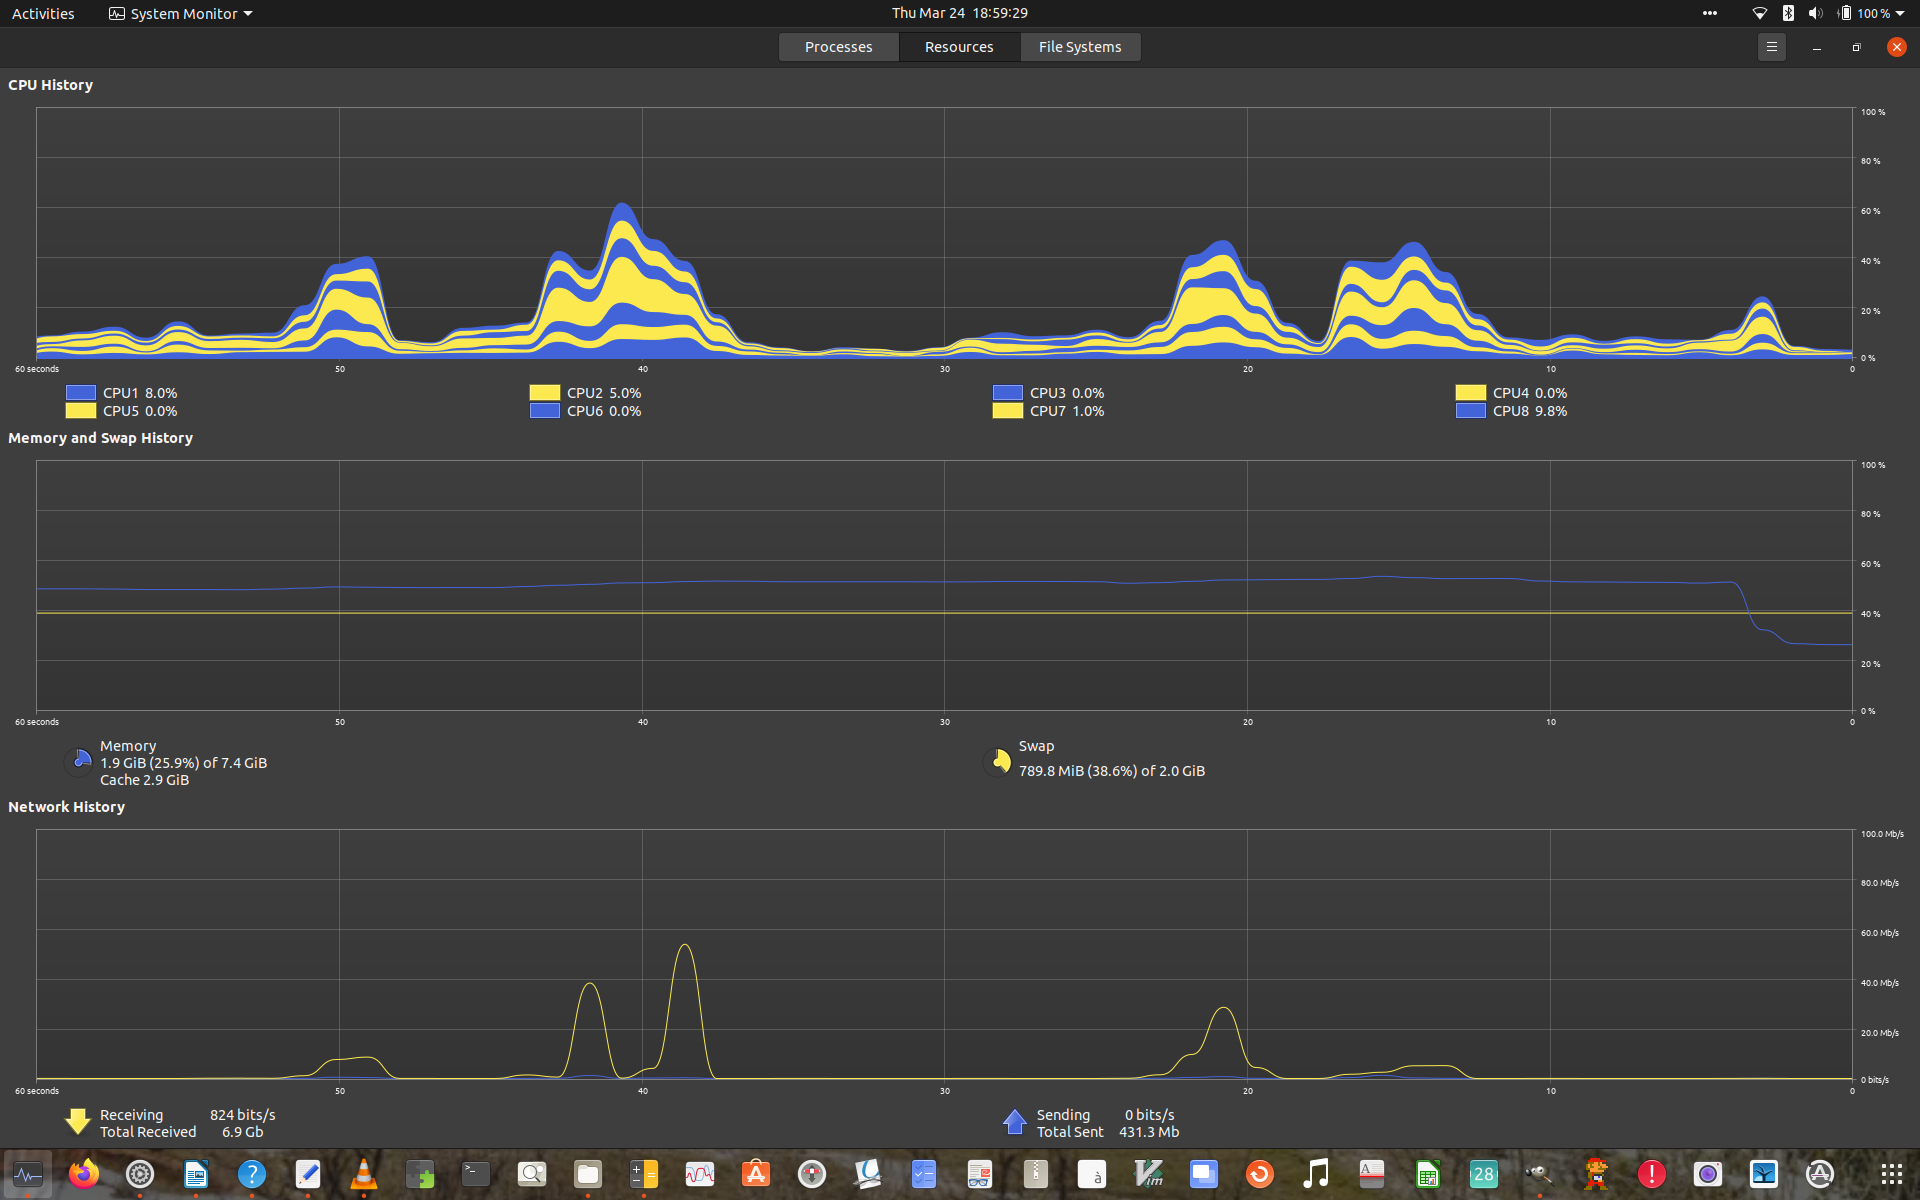 Activities System Monitor Thu Mar 24 18:59:29 100 %
Processes Resources File Systems
CPU History
100 %
80 %
60 %
40 %
20 %
0 %
60 seconds 50 40 30 20 10 0
CPU1 8.0% CPU2 5.0% CPU3 0.0% CPU4 0.0%
CPU5 0.0% CPU6 0.0% CPU7 1.0% CPU8 9.8%
Memory and Swap History
100 %
80 %
60 %
40 %
20 %
0 %
60 seconds 50 40 30 20 10 0
Memory
1.9 GiB (25.9%) of 7.4 GiB
Cache 2.9 GiB
Swap
789.8 MiB (38.6%) of 2.0 GiB
Network History
100.0 Mb/s
80.0 Mb/s
60.0 Mb/s
40.0 Mb/s
20.0 Mb/s
0 bits/s
60 seconds 50 40 30 20 10 0
Receiving 824 bits/s
Total Received 6.9 Gb
Sending 0 bits/s
Total Sent 431.3 Mb
? >_ A à Vim A 28 !